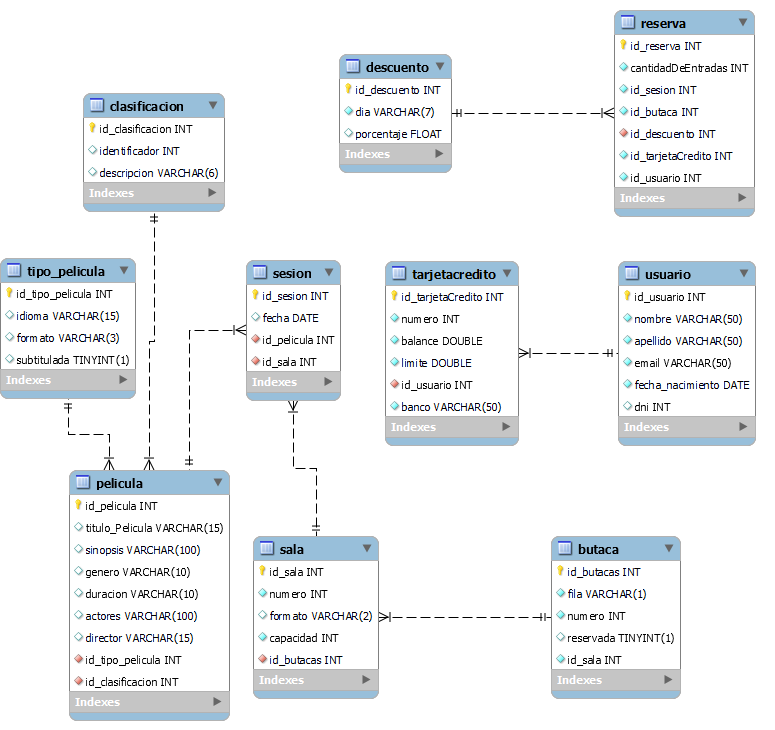 reserva
id_reserva INT
cantidadDeEntradas INT
id_sesion INT
id_butaca INT
id_descuento INT
id_tarjetaCredito INT
id_usuario INT
Indexes
descuento
id_descuento INT
dia VARCHAR(7)
porcentaje FLOAT
Indexes
clasificacion
id_clasificacion INT
identificador INT
descripcion VARCHAR(6)
Indexes
tipo_pelicula
id_tipo_pelicula INT
idioma VARCHAR(15)
formato VARCHAR(3)
subtitulada TINYINT(1)
Indexes
sesion
id_sesion INT
fecha DATE
id_pelicula INT
id_sala INT
Indexes
tarjetacredito
id_tarjetaCredito INT
numero INT
balance DOUBLE
limite DOUBLE
id_usuario INT
banco VARCHAR(50)
Indexes
usuario
id_usuario INT
nombre VARCHAR(50)
apellido VARCHAR(50)
email VARCHAR(50)
fecha_nacimiento DATE
dni INT
Indexes
pelicula
id_pelicula INT
titulo_Pelicula VARCHAR(15)
sinopsis VARCHAR(100)
genero VARCHAR(10)
duracion VARCHAR(10)
actores VARCHAR(100)
director VARCHAR(15)
id_tipo_pelicula INT
id_clasificacion INT
Indexes
sala
id_sala INT
numero INT
formato VARCHAR(2)
capacidad INT
id_butacas INT
Indexes
butaca
id_butacas INT
fila VARCHAR(1)
numero INT
reservada TINYINT(1)
id_sala INT
Indexes